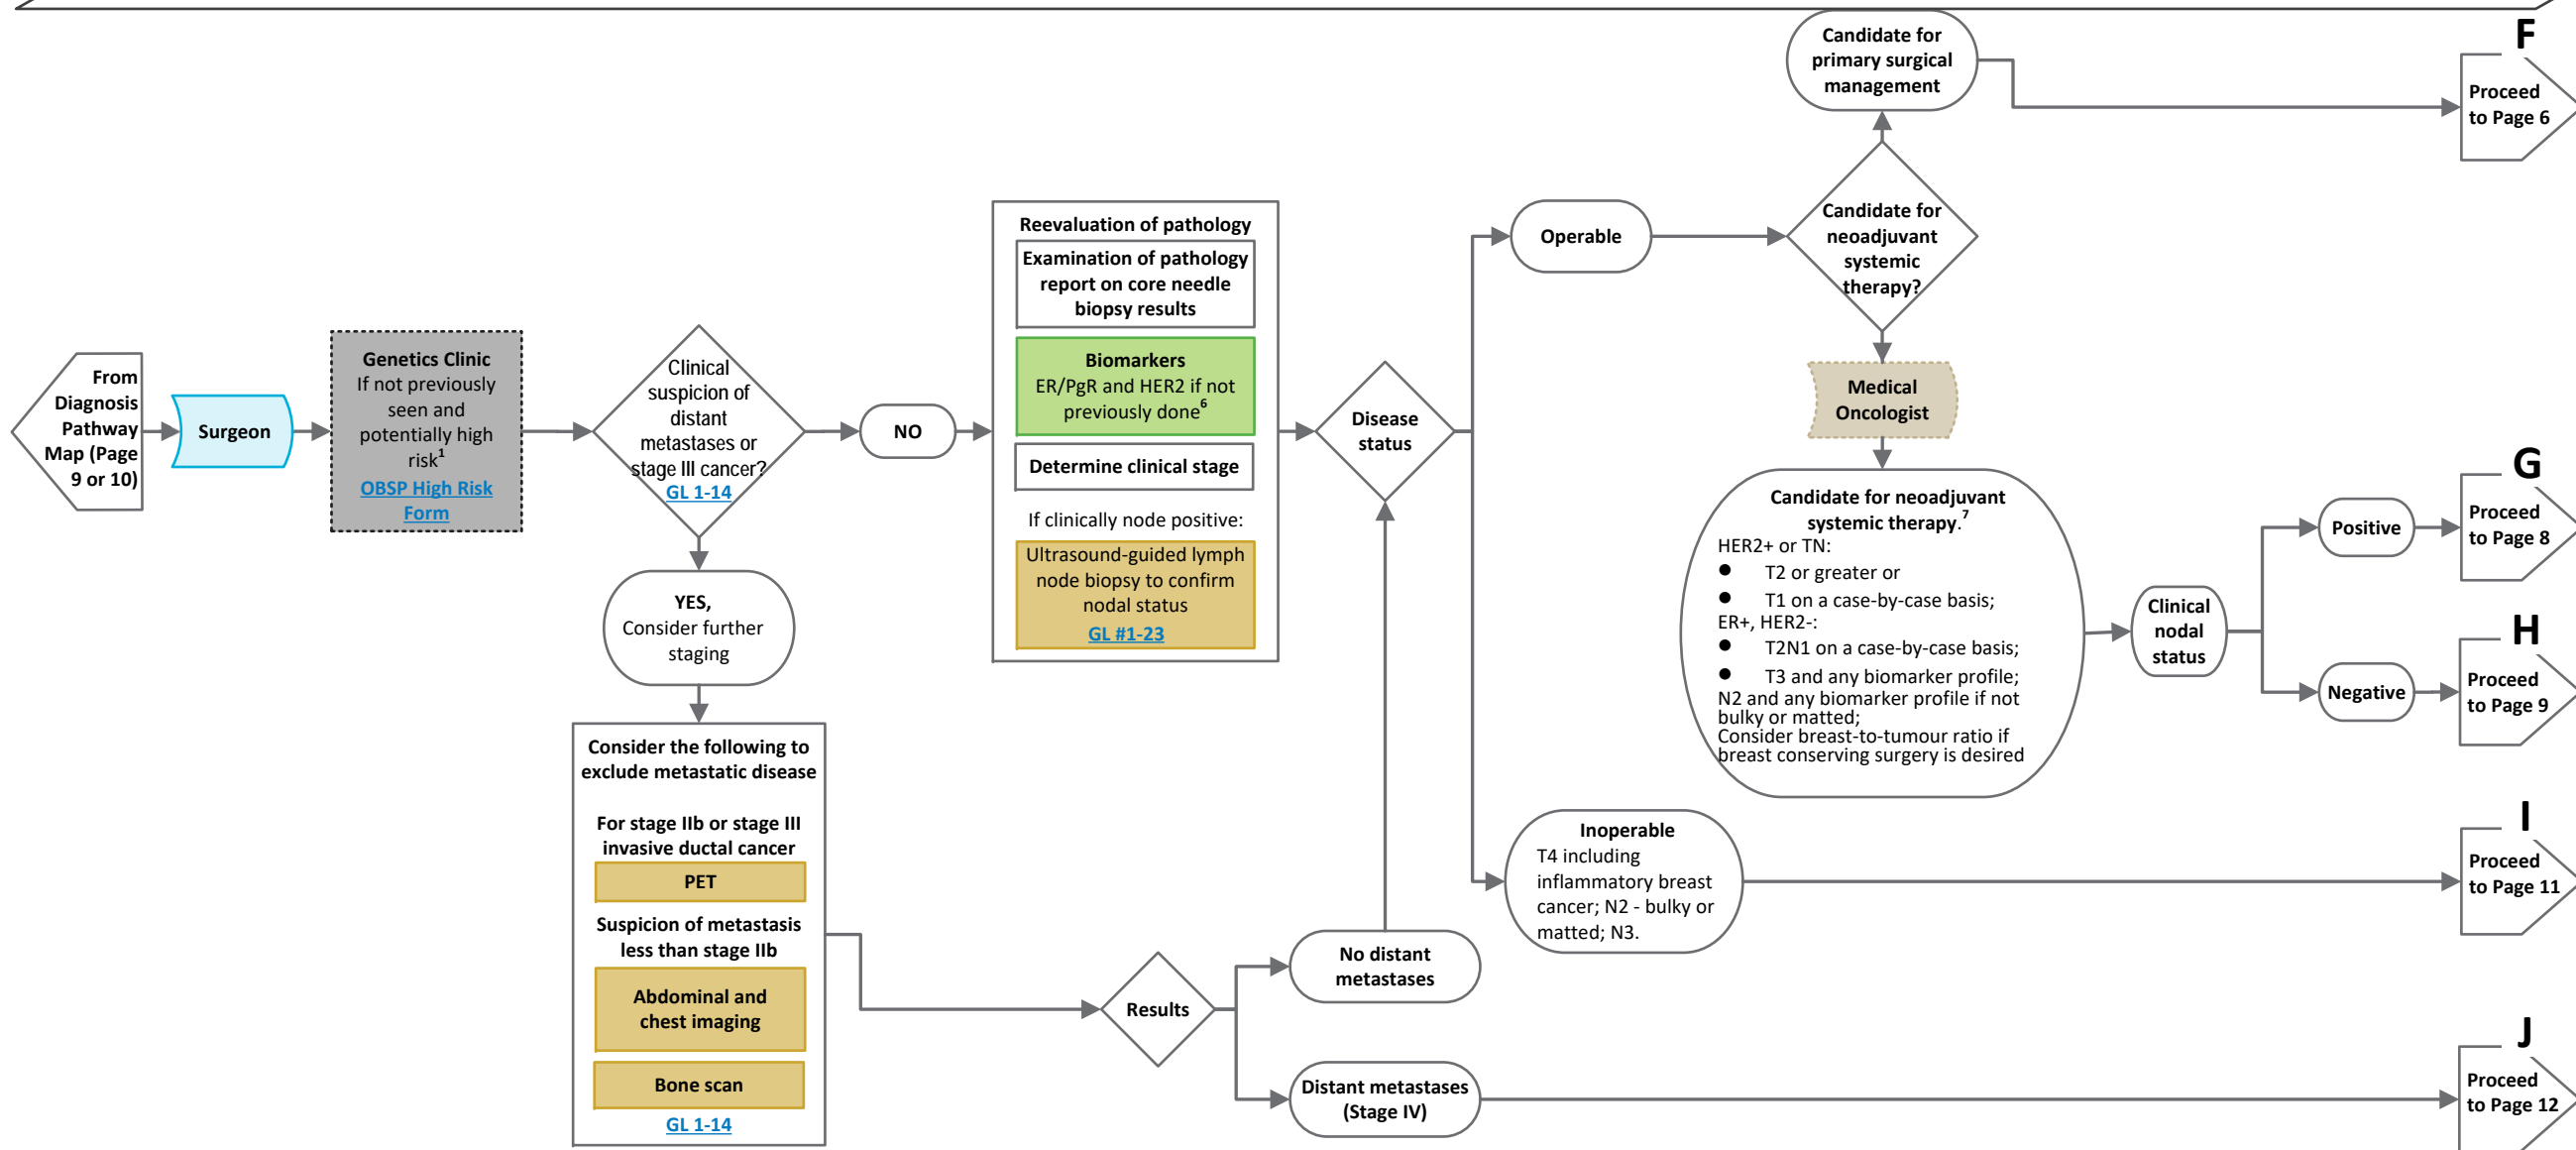 From
Diagnosis
Pathway
Map (Page
9 or 10)
Surgeon
Genetics Clinic
If not previously
seen and
potentially high
risk1
OBSP High Risk
Form
Clinical
suspicion of
distant
metastases or
stage III cancer?
GL 1-14
NO
YES,
Consider further
staging
Consider the following to
exclude metastatic disease
For stage IIb or stage III
invasive ductal cancer
PET
Suspicion of metastasis
less than stage IIb
Abdominal and
chest imaging
Bone scan
GL 1-14
Reevaluation of pathology
Examination of pathology
report on core needle
biopsy results
Biomarkers
ER/PgR and HER2 if not
previously done6
Determine clinical stage
If clinically node positive:
Ultrasound-guided lymph
node biopsy to confirm
nodal status
GL #1-23
Results
No distant
metastases
Distant metastases
(Stage IV)
Disease
status
Operable
Inoperable
T4 including
inflammatory breast
cancer; N2 - bulky or
matted; N3.
Candidate for
neoadjuvant
systemic
therapy?
Candidate for
primary surgical
management
Medical
Oncologist
Candidate for neoadjuvant
systemic therapy.7
HER2+ or TN:
● T2 or greater or
● T1 on a case-by-case basis;
ER+, HER2-:
● T2N1 on a case-by-case basis;
● T3 and any biomarker profile;
N2 and any biomarker profile if not
bulky or matted;
Consider breast-to-tumour ratio if
breast conserving surgery is desired
Clinical
nodal
status
Positive
Negative
F
Proceed
to Page 6
G
Proceed
to Page 8
H
Proceed
to Page 9
I
Proceed
to Page 11
J
Proceed
to Page 12